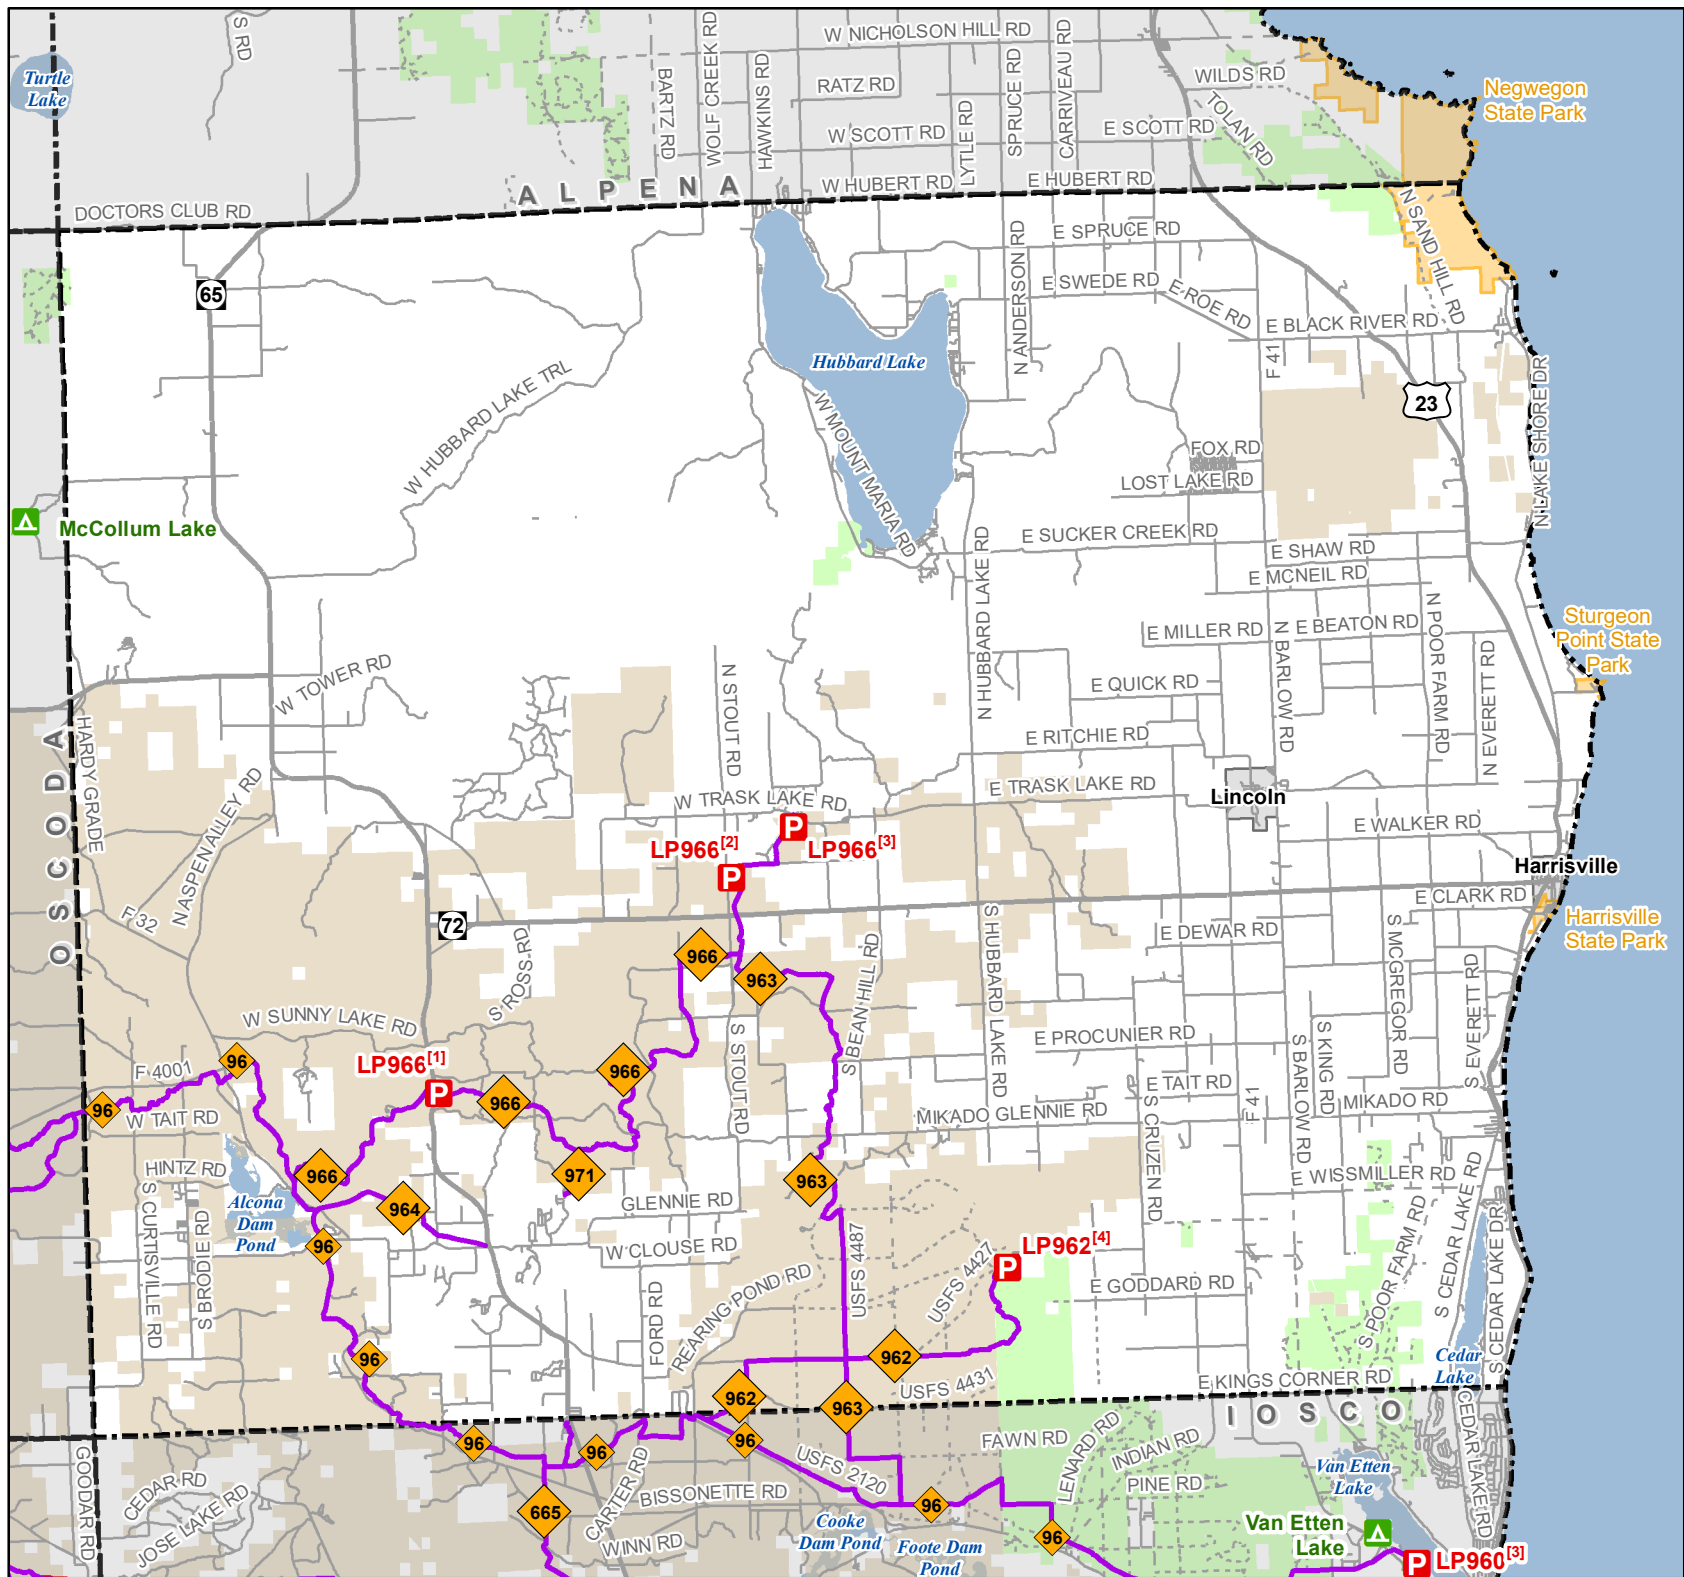 S RD
W NICHOLSON HILL RD
Turtle
Lake
BARTZ RD
WOLF CREEK RD
HAWKINS RD
RATZ RD
LYTLE RD
SPRUCE RD
CARRIVEAU RD
WILDS RD
TOLAN RD
Negwegon
State Park
W SCOTT RD
E SCOTT RD
ALPENA
W HUBERT RD
E HUBERT RD
DOCTORS CLUB RD
N SAND HILL RD
E SPRUCE RD
N ANDERSON RD
E SWEDE RD
E ROE RD
65
E BLACK RIVER RD
F 41
Hubbard Lake
W HUBBARD LAKE TRL
W MOUNT MARIA RD
23
N LAKE SHORE DR
FOX RD
LOST LAKE RD
McCollum Lake
E SUCKER CREEK RD
E SHAW RD
E MCNEIL RD
N HUBBARD LAKE RD
N POOR FARM RD
E MILLER RD
N BARLOW RD
E BEATON RD
N EVERETT RD
Sturgeon
Point State
Park
W TOWER RD
N STOUT RD
E QUICK RD
OSCODA
HARDY GRADE
E RITCHIE RD
N ASPEN ALLEY RD
W TRASK LAKE RD
E TRASK LAKE RD
Lincoln
E WALKER RD
P
LP966[2]
LP966[3]
P
Harrisville
E CLARK RD
F 32
72
S ROSS RD
S HUBBARD LAKE RD
E DEWAR RD
S MCGREGOR RD
Harrisville
State Park
966
963
S BEAN HILL RD
S EVERETT RD
W SUNNY LAKE RD
S STOUT RD
E PROCUNIER RD
S BARLOW RD
S KING RD
96
F 4001
LP966[1]
P
966
966
96
W TAIT RD
E TAIT RD
S CRUZEN RD
F 41
MIKADO GLENNIE RD
MIKADO RD
HINTZ RD
966
971
963
E WISSMILLER RD
S CURTISVILLE RD
S BRODIE RD
Alcona
Dam
Pond
964
GLENNIE RD
96
W CLOUSE RD
USFS 4487
USFS 4427
LP962[4]
P
E GODDARD RD
S POOR FARM RD
S CEDAR LAKE RD
S CEDAR LAKE DR
FORD RD
REARING POND RD
96
962
Cedar
Lake
USFS 4431
E KINGS CORNER RD
962
963
IOSCO
96
96
96
FAWN RD
LENARD RD
INDIAN RD
CEDAR LAKE RD
GOODAR RD
CEDAR RD
JOSE LAKE RD
CARTER RD
USFS 2120
BISSONETTE RD
PINE RD
Van Etten
Lake
665
96
WINN RD
Cooke
Dam Pond
Foote Dam
Pond
96
Van Etten
Lake
P
LP960[3]